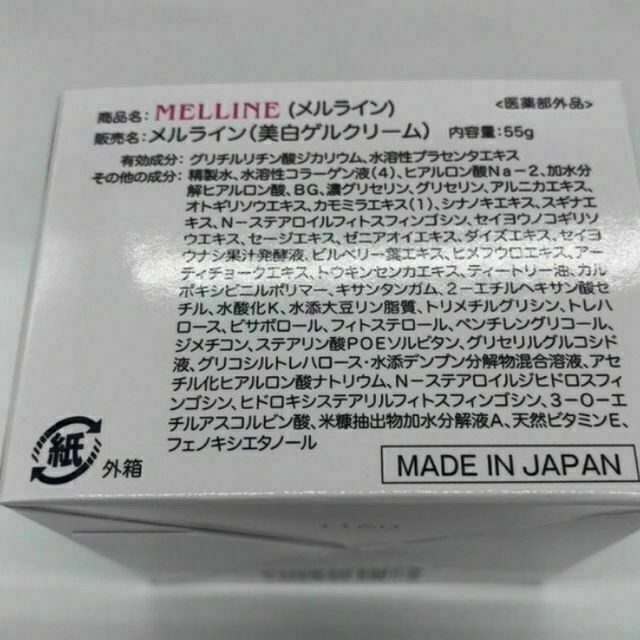 商品名：MELLINE（メルライン） <医薬部外品>
販売名：メルライン（美白ゲルクリーム） 内容量：55g
有効成分：グリチルリチン酸ジカリウム、水溶性プラセンタエキス
その他の成分：精製水、水溶性コラーゲン液（4）、ヒアルロン酸Na－2、加水分
解ヒアルロン酸、BG、濃グリセリン、グリセリン、アルニカエキス、
オトギリソウエキス、カモミラエキス（1）、シナノキエキス、スギナエ
キス、N－ステアロイルフィトスフィンゴシン、セイヨウノコギリソ
ウエキス、セージエキス、ゼニアオイエキス、ダイズエキス、セイヨ
ウナシ果汁発酵液、ビルベリー葉エキス、ヒメフウロエキス、アー
ティチョークエキス、トウキンセンカエキス、ティートリー油、カル
ボキシビニルポリマー、キサンタンガム、2－エチルヘキサン酸セ
チル、水酸化K、水添大豆リン脂質、トリメチルグリシン、トレハ
ロース、ビサボロール、フィトステロール、ペンチレングリコール、
ジメチコン、ステアリン酸POEソルビタン、グリセリルグルコシド
液、グリコシルトレハロース・水添デンプン分解物混合溶液、アセ
チル化ヒアルロン酸ナトリウム、N－ステアロイルジヒドロスフィ
ンゴシン、ヒドロキシステアリルフィトスフィンゴシン、3－O－エ
チルアスコルビン酸、米糠抽出物加水分解液A、天然ビタミンE、
フェノキシエタノール
紙 外箱
MADE IN JAPAN
1160